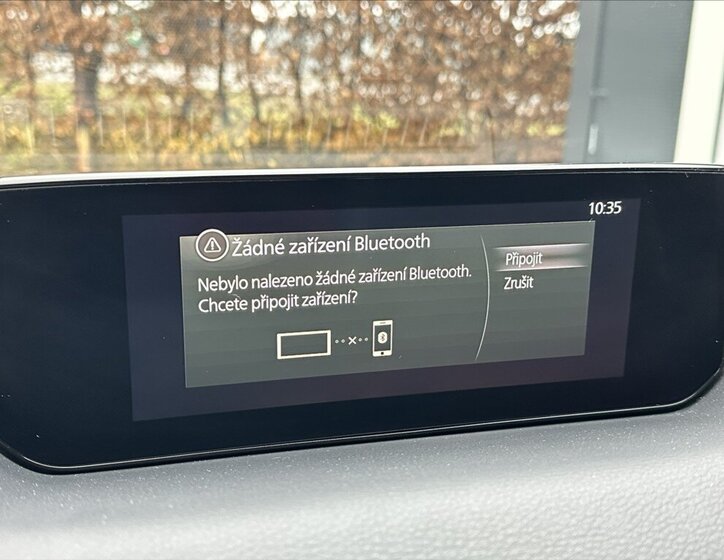 10:35
Žádné zařízení Bluetooth
Nebylo nalezeno žádné zařízení Bluetooth.
Chcete připojit zařízení?
Připojit
Zrušit